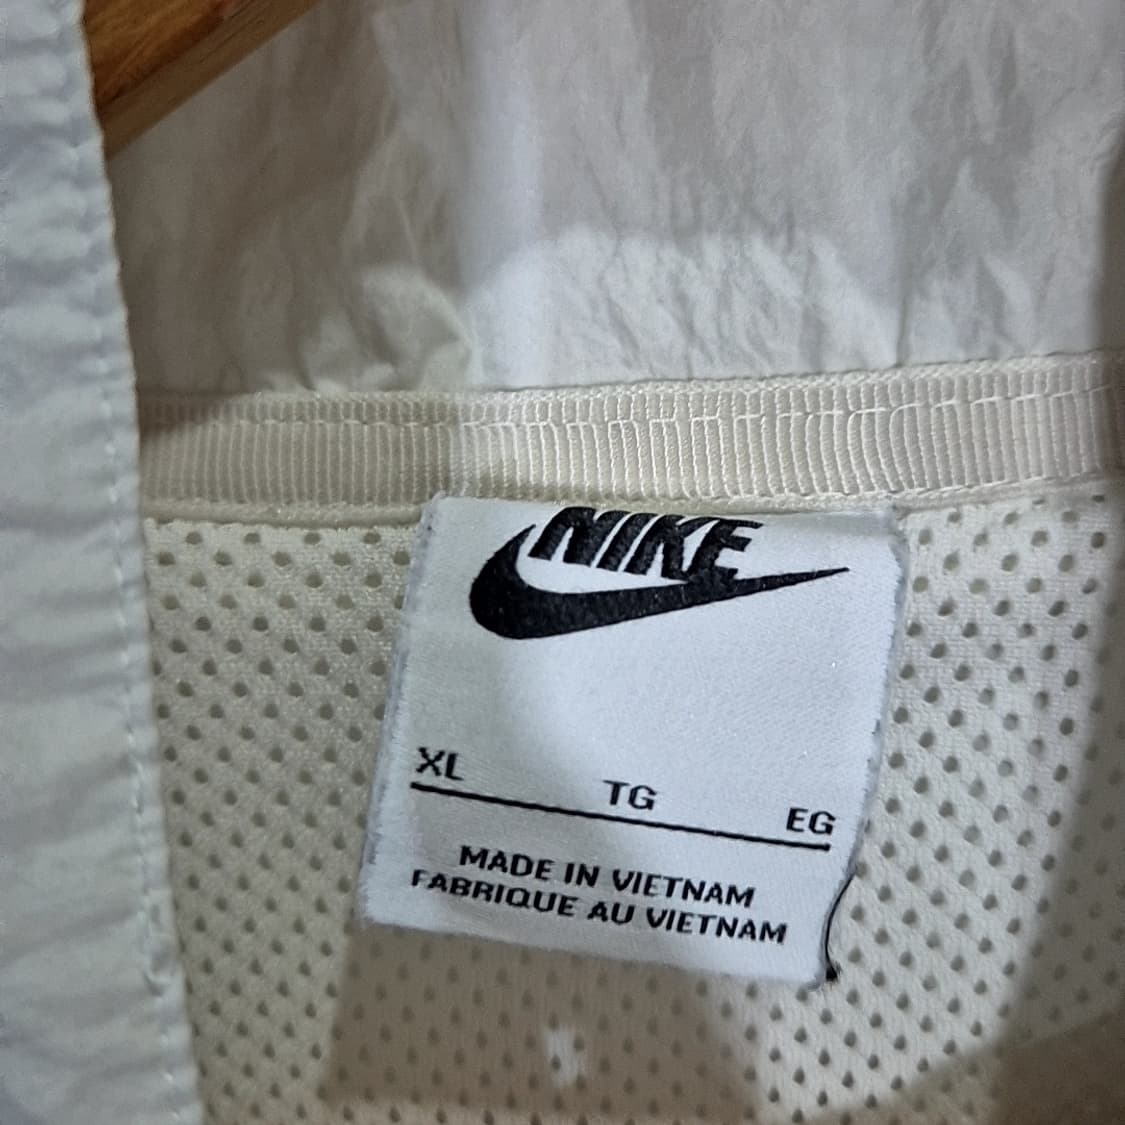 NIKE
XL TG EG
MADE IN VIETNAM
FABRIQUE AU VIETNAM